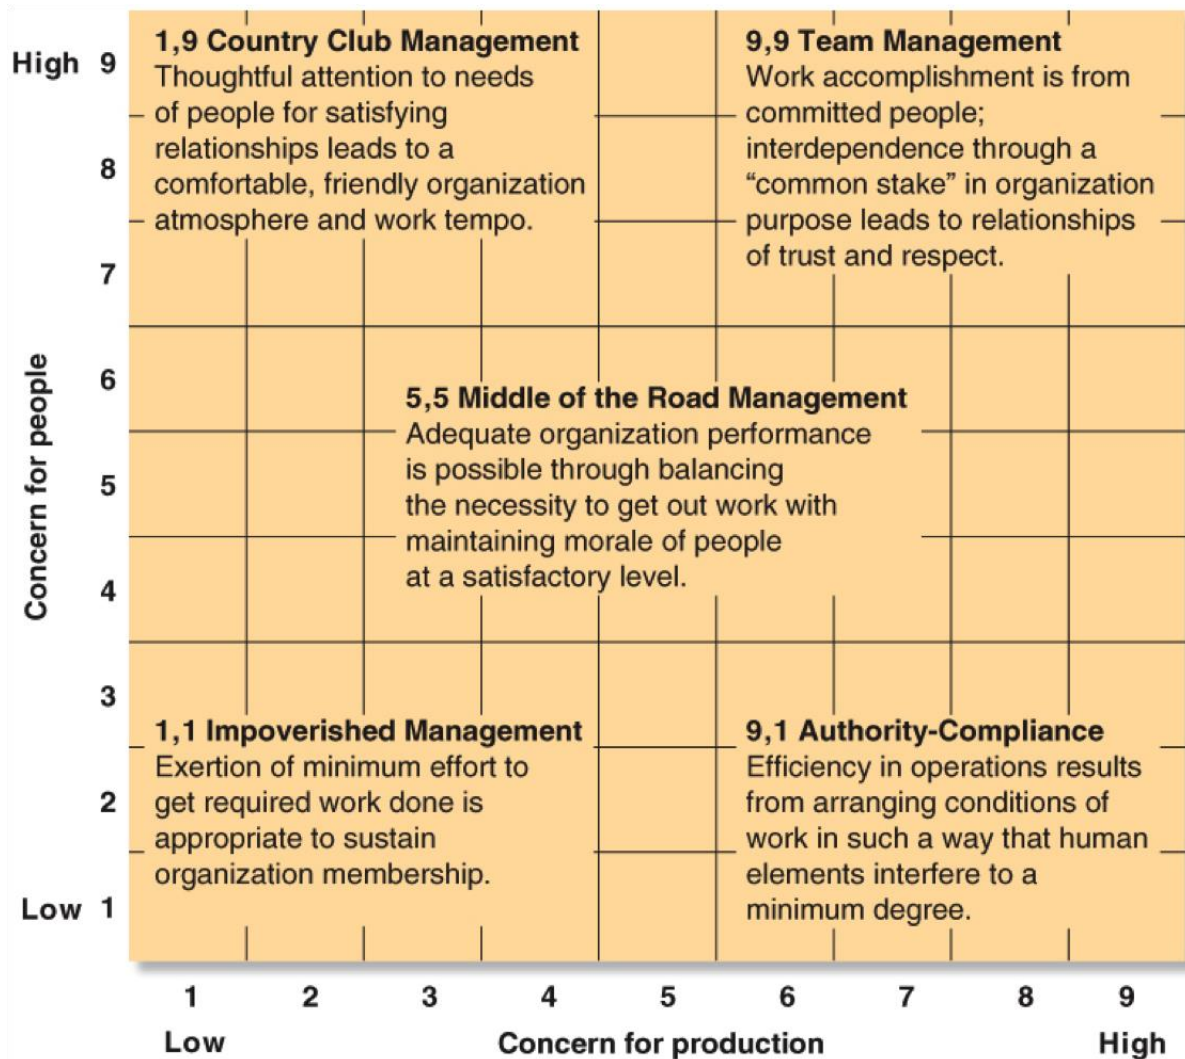 High 9
8
7
6
5
4
3
2
Low 1
Concern for people
1,9 Country Club Management
Thoughtful attention to needs
of people for satisfying
relationships leads to a
comfortable, friendly organization
atmosphere and work tempo.
9,9 Team Management
Work accomplishment is from
committed people;
interdependence through a
“common stake” in organization
purpose leads to relationships
of trust and respect.
5,5 Middle of the Road Management
Adequate organization performance
is possible through balancing
the necessity to get out work with
maintaining morale of people
at a satisfactory level.
1,1 Impoverished Management
Exertion of minimum effort to
get required work done is
appropriate to sustain
organization membership.
9,1 Authority-Compliance
Efficiency in operations results
from arranging conditions of
work in such a way that human
elements interfere to a
minimum degree.
1 2 3 4 5 6 7 8 9
Low Concern for production High